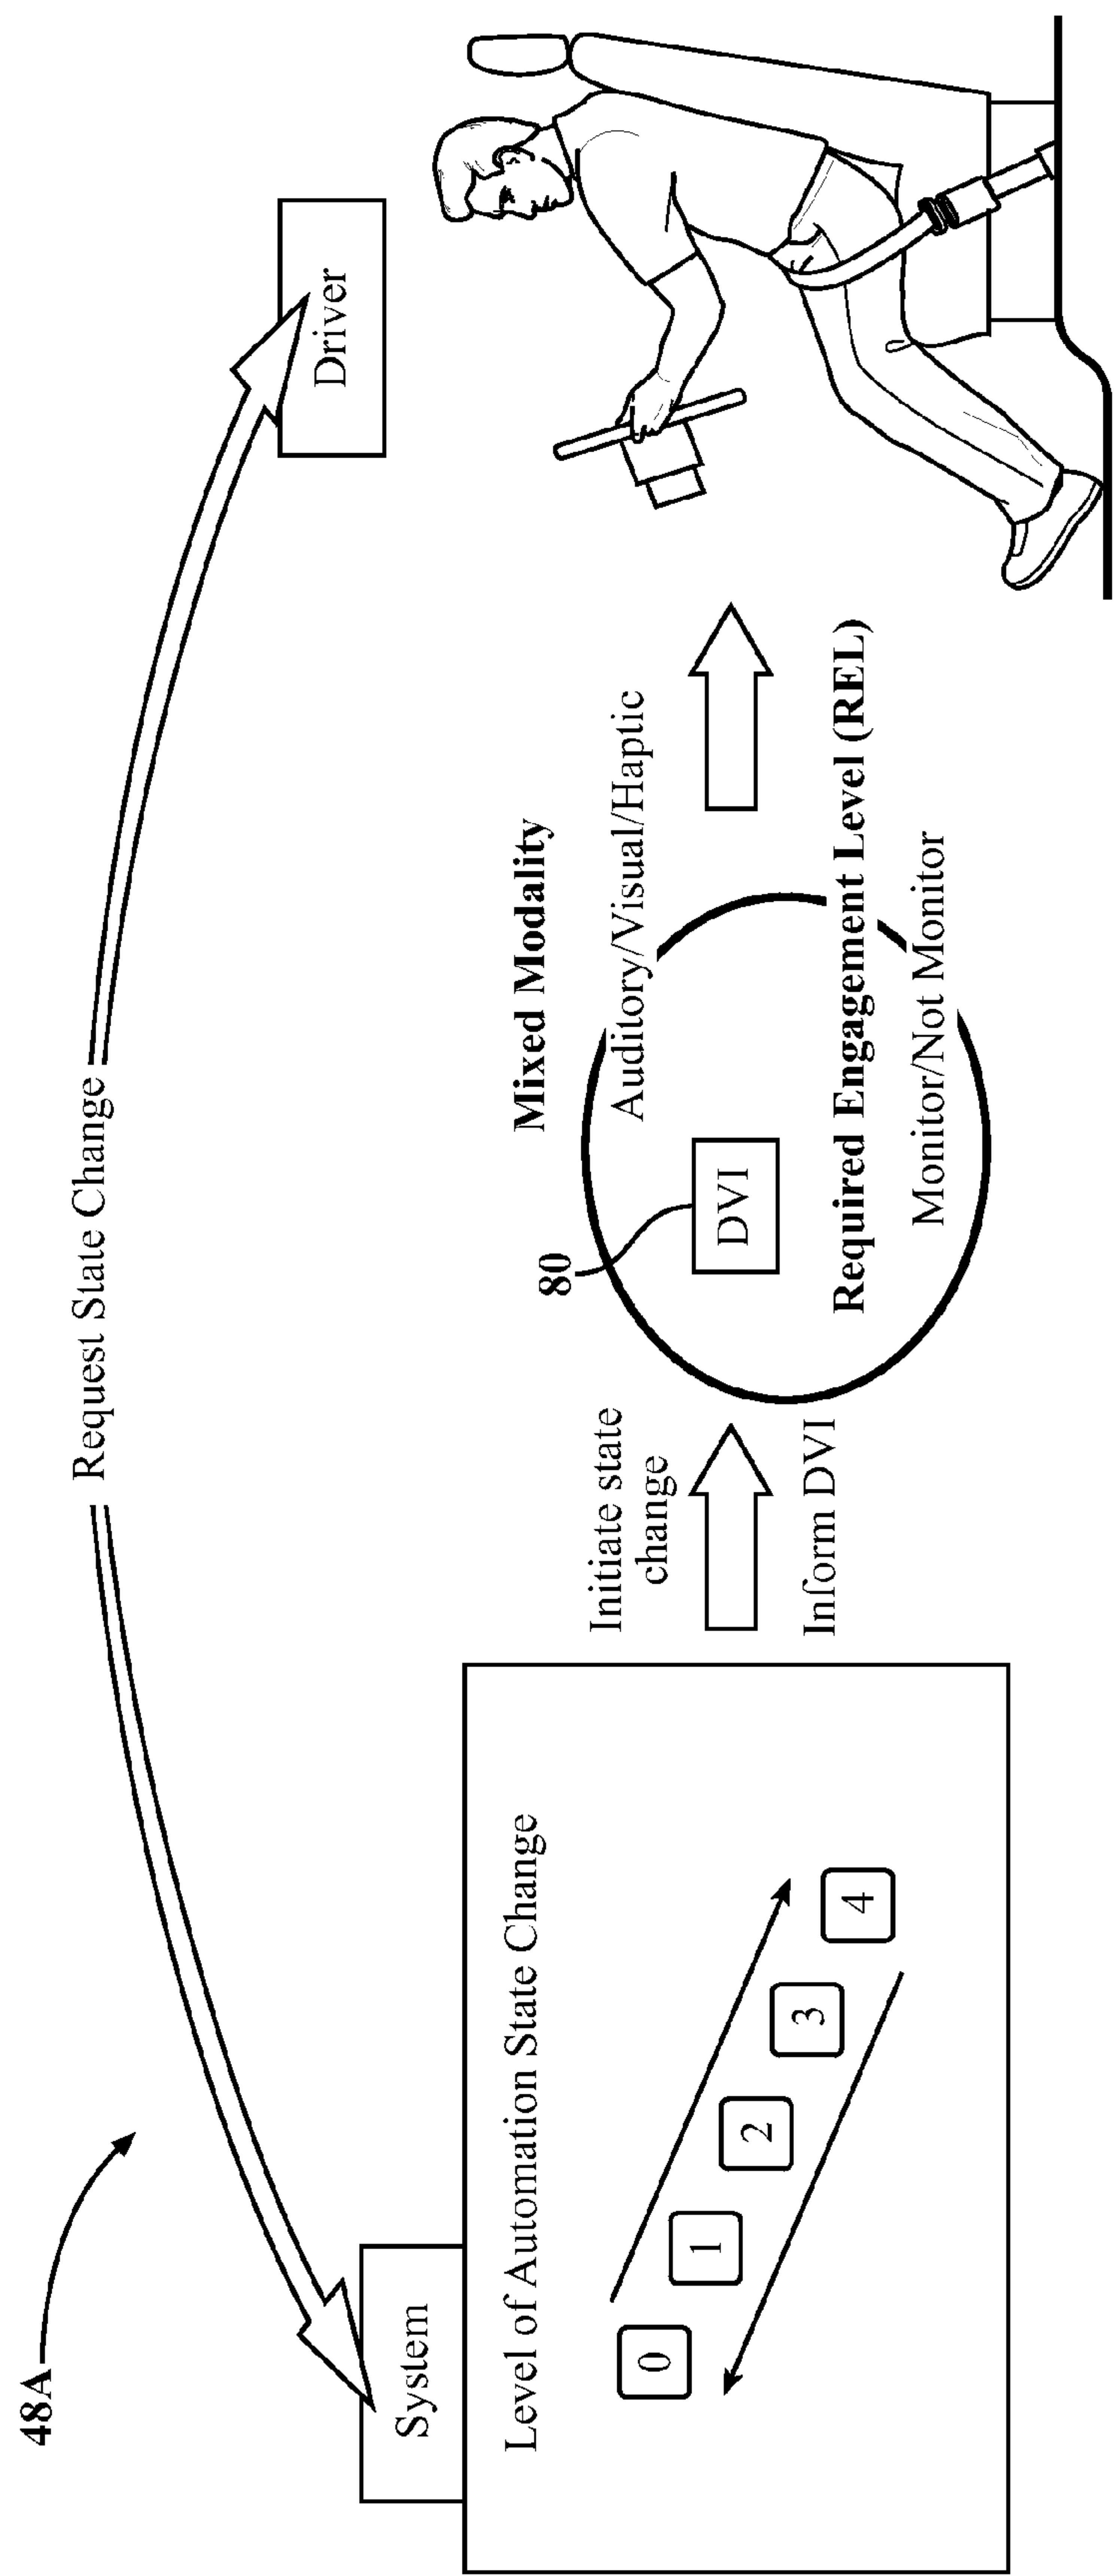 48A
Request State Change
System
Driver
Level of Automation State Change
0
1
2
3
4
Initiate state
change
Inform DVI
80
DVI
Mixed Modality
Auditory/Visual/Haptic
Required Engagement Level (REL)
Monitor/Not Monitor